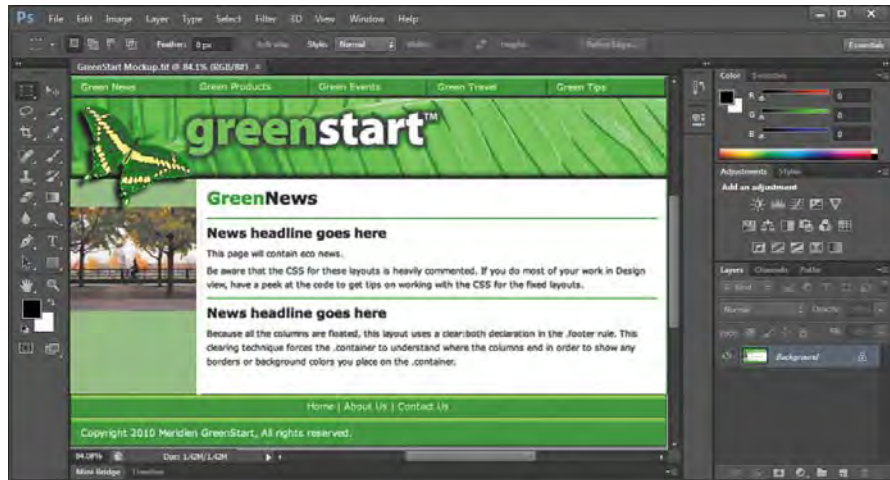 Ps File Edit Image Layer Type Select Filter 3D View Window Help
Feather: 0 px Style: Normal
Essentials
GreenStart Mockup.tif @ 84.1% (RGB/8#) ×
Green News Green Products Green Events Green Travel Green Tips
greenstart™
GreenNews
News headline goes here
This page will contain eco news.
Be aware that the CSS for these layouts is heavily commented. If you do most of your work in Design
view, have a peek at the code to get tips on working with the CSS for the fixed layouts.
News headline goes here
Because all the columns are floated, this layout uses a clear:both declaration in the .footer rule. This
clearing technique forces the .container to understand where the columns end in order to show any
borders or background colors you place on the .container.
Home | About Us | Contact Us
Copyright 2010 Meridien GreenStart, All rights reserved.
Doc: 1.42M/1.42M
Mini Bridge Timeline
Color Swatches
R 0
G 0
B 0
Adjustments Styles
Add an adjustment
Layers Channels Paths
Normal
Background